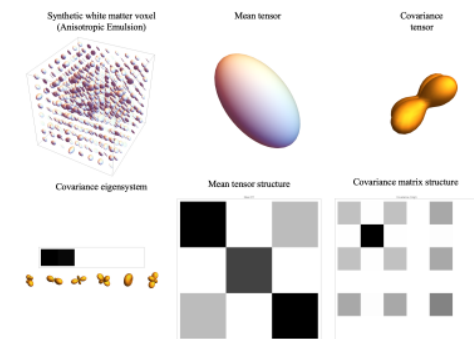 Synthetic white matter voxel
(Anisotropic Emulsion)
Mean tensor
Covariance
tensor
Covariance eigensystem
Mean tensor structure
Covariance matrix structure